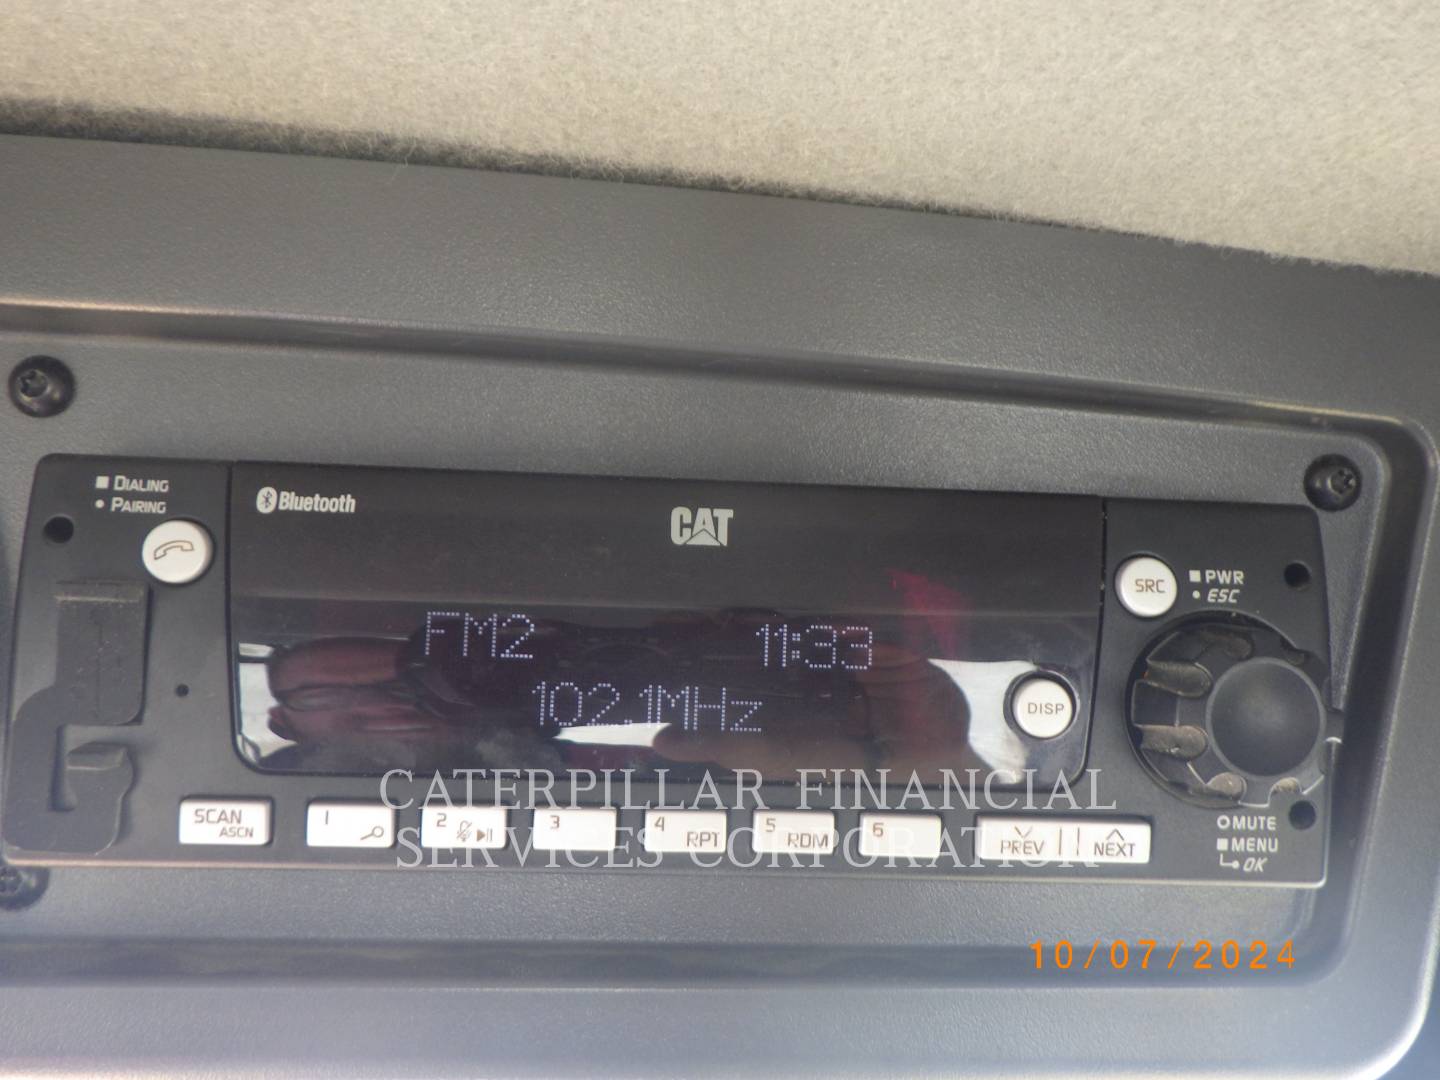 DIALING
PAIRING
Bluetooth
CAT
SRC
PWR
ESC
FM2 11:33
102.1MHz
DISP
SCAN
ASCN
1
2
3
4 RPT
5 RDM
6
PREV
NEXT
MUTE
MENU
OK
CATERPILLAR FINANCIAL
SERVICES CORPORATION
10/07/2024